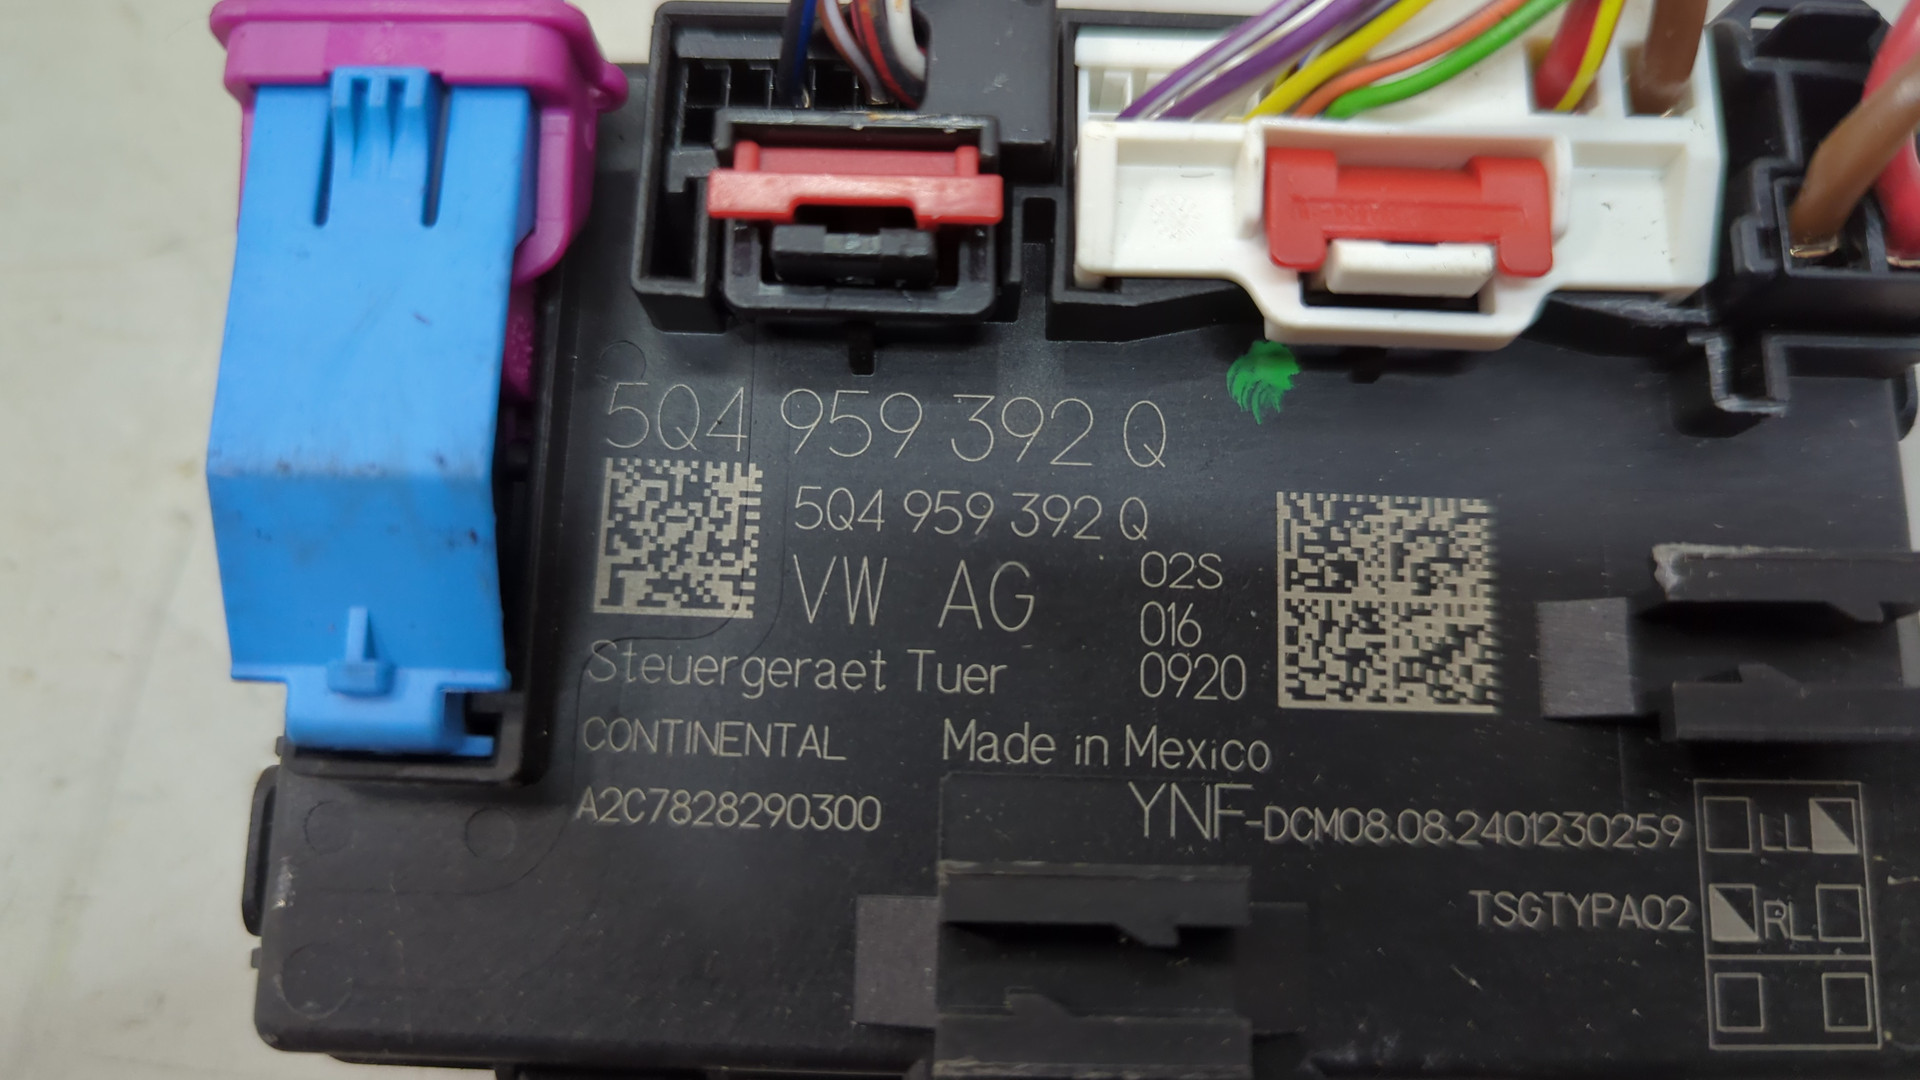 5Q4 959 392 Q
5Q4 959 392 Q
VW AG
02S
016
0920
Steuergeraet Tuer
CONTINENTAL
Made in Mexico
A2C7828290300
YNF-DCM08.08.2401230259
LL
TSGTYPA02
RL